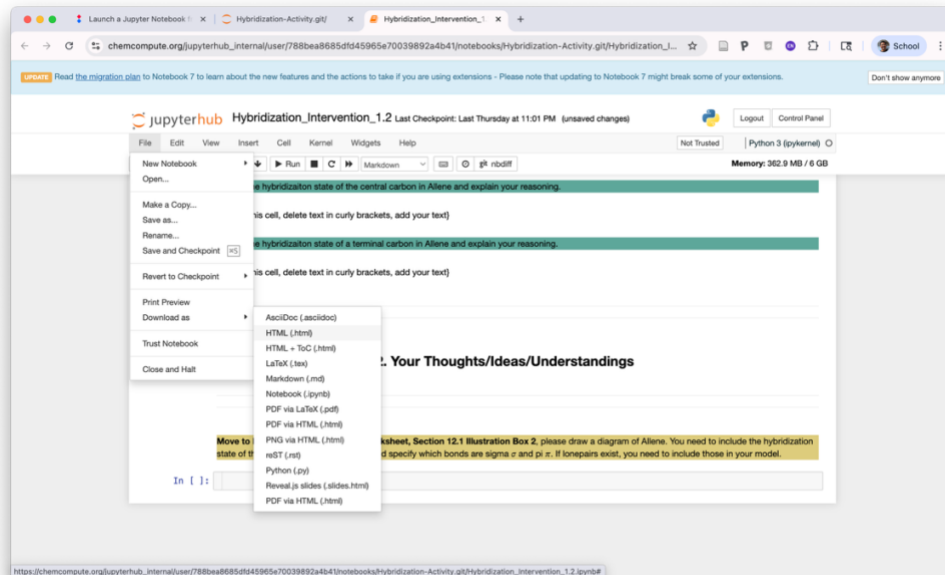 Launch a Jupyter Notebook f
Hybridization-Activity.git/
Hybridization_Intervention_1.
chemcompute.org/jupyterhub_internal/user/788bea8685dfd45965e70039892a4b41/notebooks/Hybridization-Activity.git/Hybridization_I...
School
UPDATE Read the migration plan to Notebook 7 to learn about the new features and the actions to take if you are using extensions - Please note that updating to Notebook 7 might break some of your extensions.
Don't show anymore
jupyterhub Hybridization_Intervention_1.2 Last Checkpoint: Last Thursday at 11:01 PM (unsaved changes)
Logout Control Panel
File Edit View Insert Cell Kernel Widgets Help
Not Trusted Python 3 (ipykernel)
Run Markdown nbdiff
Memory: 362.9 MB / 6 GB
New Notebook
Open...
Make a Copy...
Save as...
Rename...
Save and Checkpoint ⌘S
Revert to Checkpoint
Print Preview
Download as
Trust Notebook
Close and Halt
AsciiDoc (.asciidoc)
HTML (.html)
HTML + ToC (.html)
LaTeX (.tex)
Markdown (.md)
Notebook (.ipynb)
PDF via LaTeX (.pdf)
PDF via HTML (.html)
PNG via HTML (.html)
reST (.rst)
Python (.py)
Reveal.js slides (.slides.html)
PDF via HTML (.html)
e hybridizaiton state of the central carbon in Allene and explain your reasoning.
his cell, delete text in curly brackets, add your text}
e hybridizaiton state of a terminal carbon in Allene and explain your reasoning.
his cell, delete text in curly brackets, add your text}
2. Your Thoughts/Ideas/Understandings
Move to ksheet, Section 12.1 Illustration Box 2, please draw a diagram of Allene. You need to include the hybridization
state of th d specify which bonds are sigma σ and pi π. If lonepairs exist, you need to include those in your model.
In [ ]:
https://chemcompute.org/jupyterhub_internal/user/788bea8685dfd45965e70039892a4b41/notebooks/Hybridization-Activity.git/Hybridization_Intervention_1.2.ipynb#